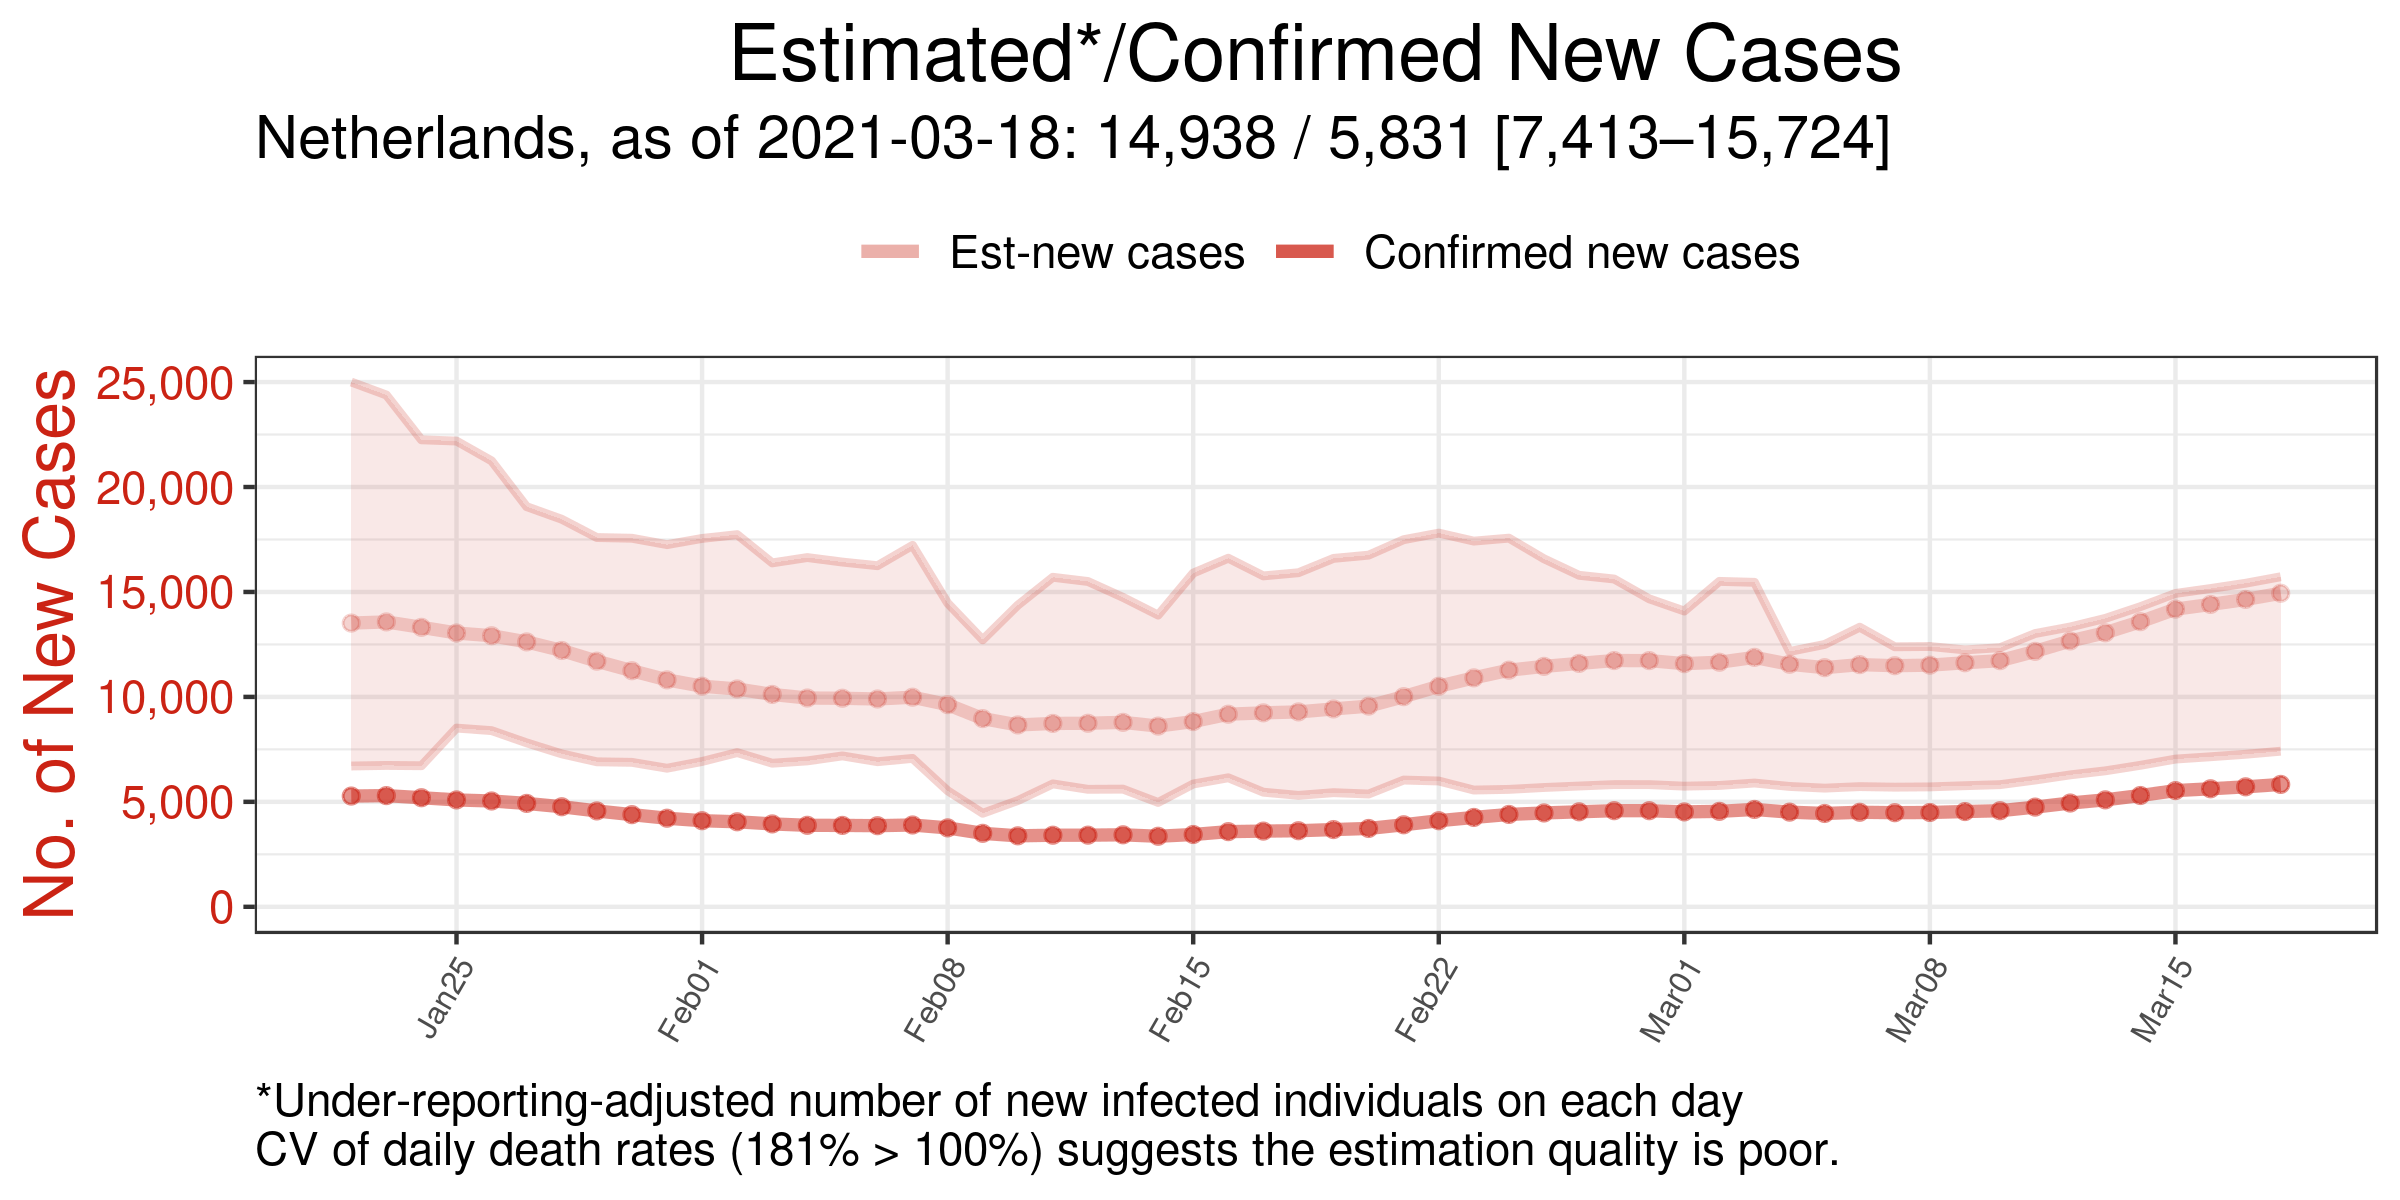 Estimated*/Confirmed New Cases
Netherlands, as of 2021-03-18: 14,938 / 5,831 [7,413–15,724]
Est-new cases Confirmed new cases
No. of New Cases
25,000
20,000
15,000
10,000
5,000
0
Jan25 Feb01 Feb08 Feb15 Feb22 Mar01 Mar08 Mar15
*Under-reporting-adjusted number of new infected individuals on each day
CV of daily death rates (181% > 100%) suggests the estimation quality is poor.